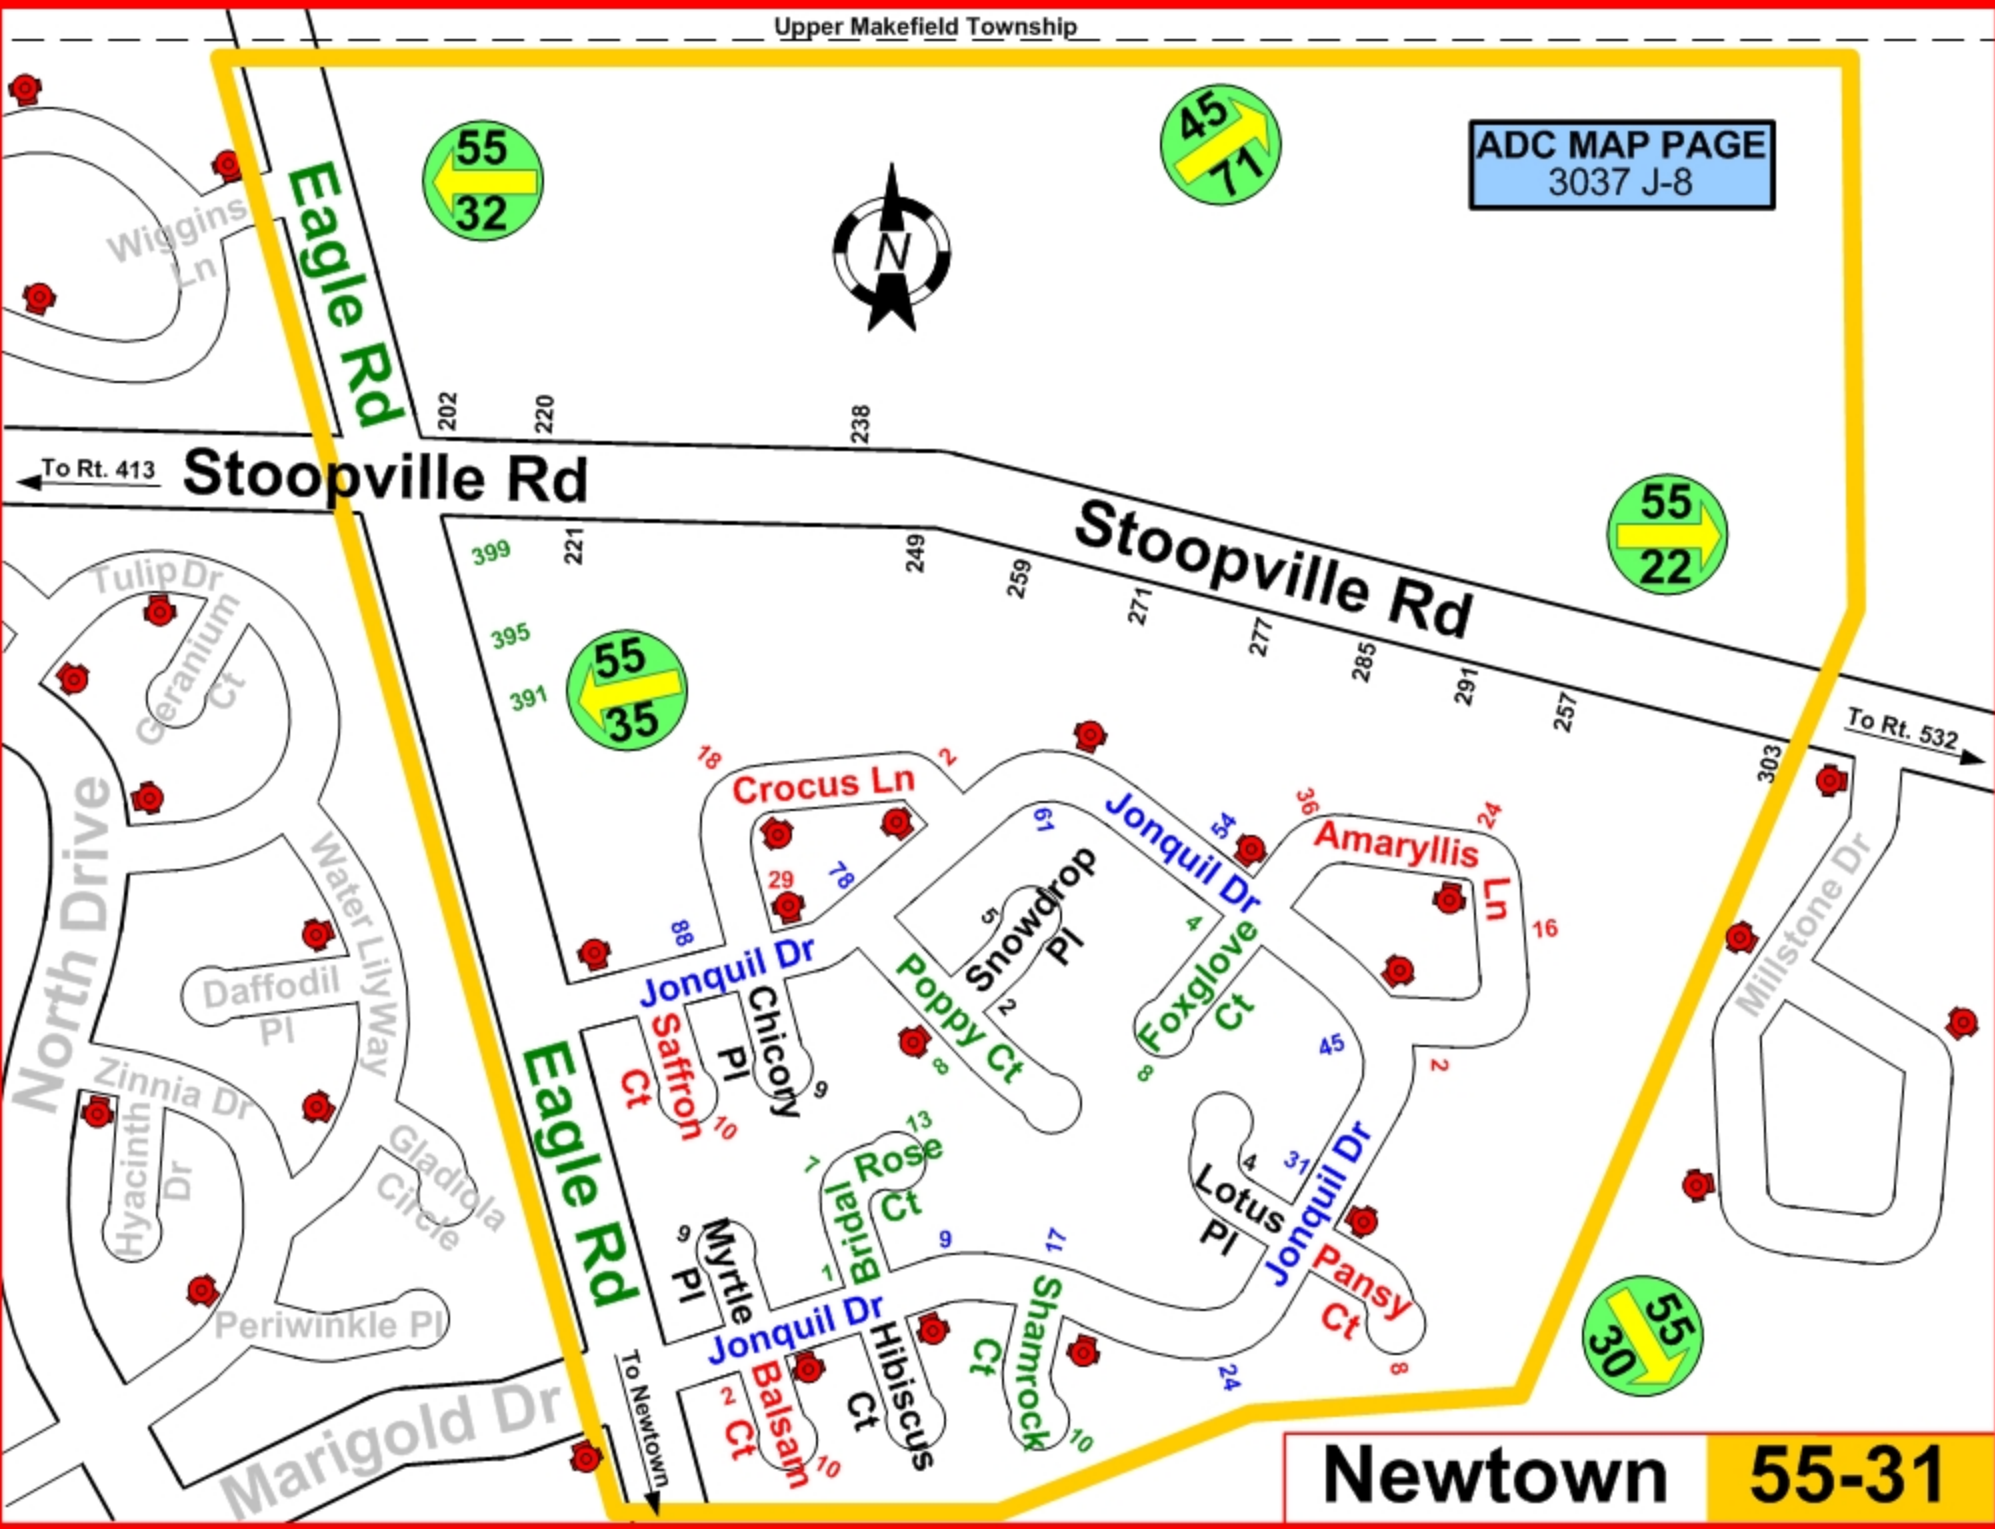 Upper Makefield Township
55
32
45
71
ADC MAP PAGE
3037 J-8
N
Wiggins
Ln
Eagle Rd
202
220
238
To Rt. 413
Stoopville Rd
Stoopville Rd
399
221
249
259
271
277
285
291
257
303
55
22
395
391
55
35
To Rt. 532
Tulip Dr
Geranium
Ct
North Drive
Water Lily Way
Daffodil
Pl
Zinnia Dr
Hyacinth
Dr
Gladiola
Circle
Periwinkle Pl
Marigold Dr
18
Crocus Ln
2
29
78
88
61
Jonquil Dr
54
36
Amaryllis
Ln
24
16
2
Millstone Dr
5
Snowdrop
Pl
2
4
Foxglove
Ct
8
45
Jonquil Dr
Saffron
Ct
10
Chicory
Pl
9
Poppy Ct
8
Eagle Rd
13
7
Rose
Ct
Bridal
1
4
31
Lotus
Pl
Jonquil Dr
Pansy
Ct
8
9
Myrtle
Pl
9
17
Jonquil Dr
Shamrock
Ct
10
24
Hibiscus
Ct
2
Balsam
Ct
10
To Newtown
55
30
Newtown
55-31